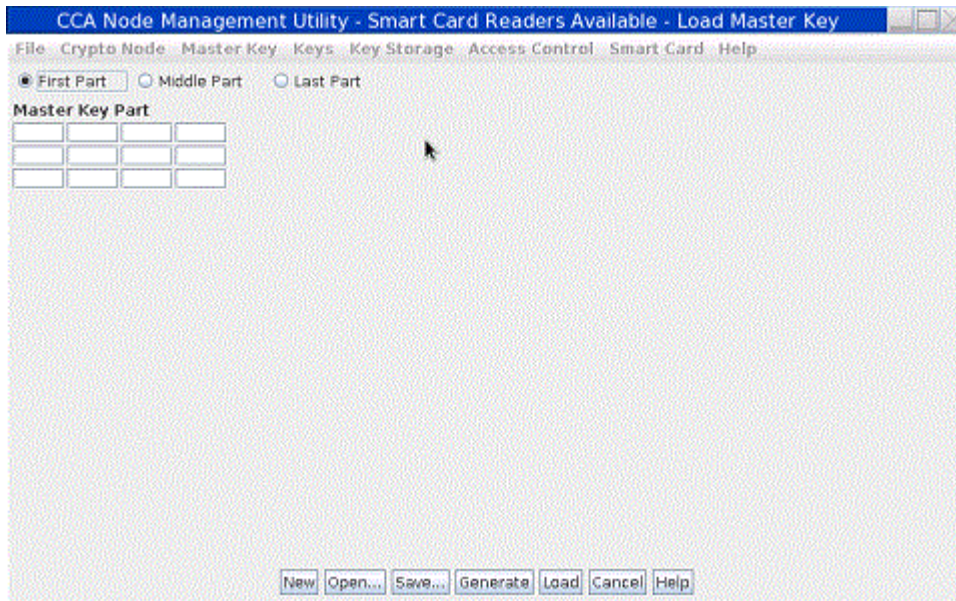 CCA Node Management Utility - Smart Card Readers Available - Load Master Key
File Crypto Node Master Key Keys Key Storage Access Control Smart Card Help
First Part Middle Part Last Part
Master Key Part
New Open... Save... Generate Load Cancel Help